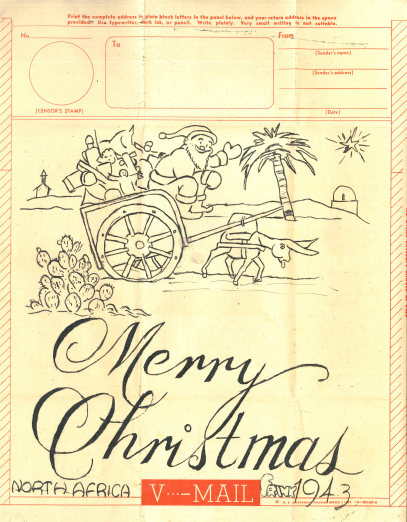 Print the complete address in plain block letters in the panel below, and your return address in the space
provided. Use typewriter, dark ink, or pencil. Write plainly. Very small writing is not suitable.
No.
To
From
(Sender's name)
(Sender's address)
(CENSOR'S STAMP)
(Date)
Merry
Christmas
NORTH AFRICA V···–MAIL 1943